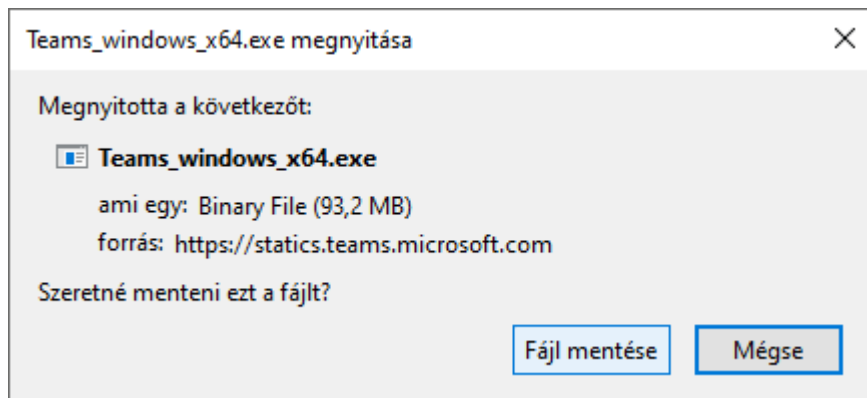 Teams_windows_x64.exe megnyitása
Megnyitotta a következőt:
Teams_windows_x64.exe
ami egy: Binary File (93,2 MB)
forrás: https://statics.teams.microsoft.com
Szeretné menteni ezt a fájlt?
Fájl mentése Mégse